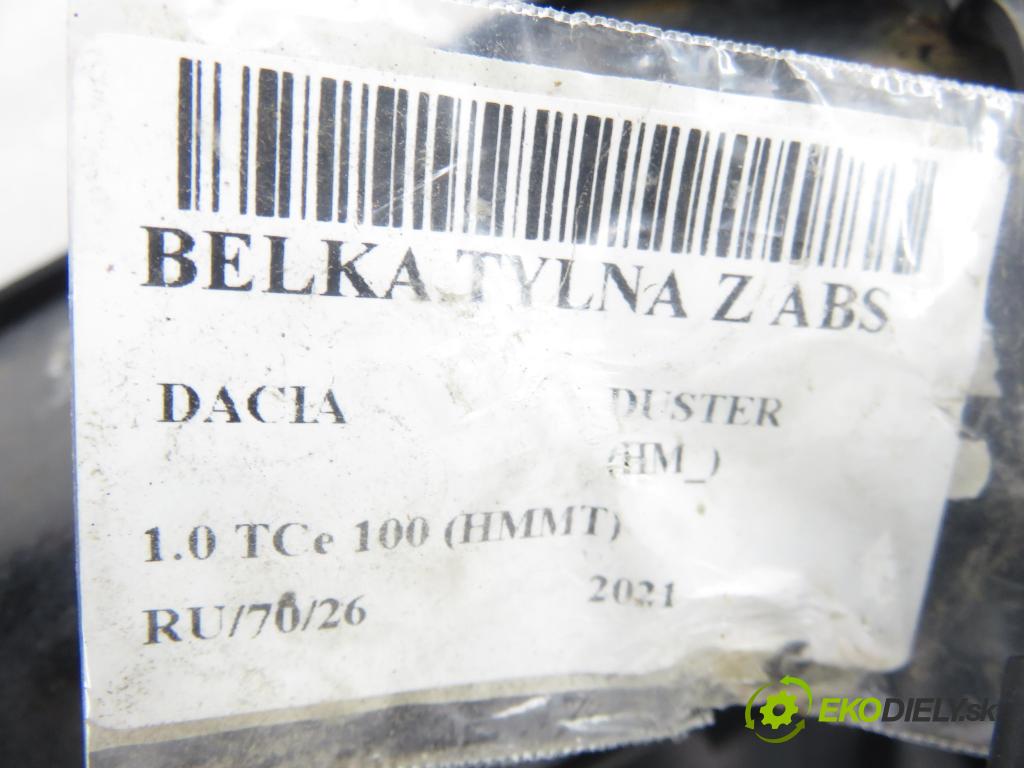 BELKA TYLNA Z ABS
DACIA DUSTER
(HM_)
1.0 TCe 100 (HMMT)
RU/70/26 2021
EKODIELY.sk